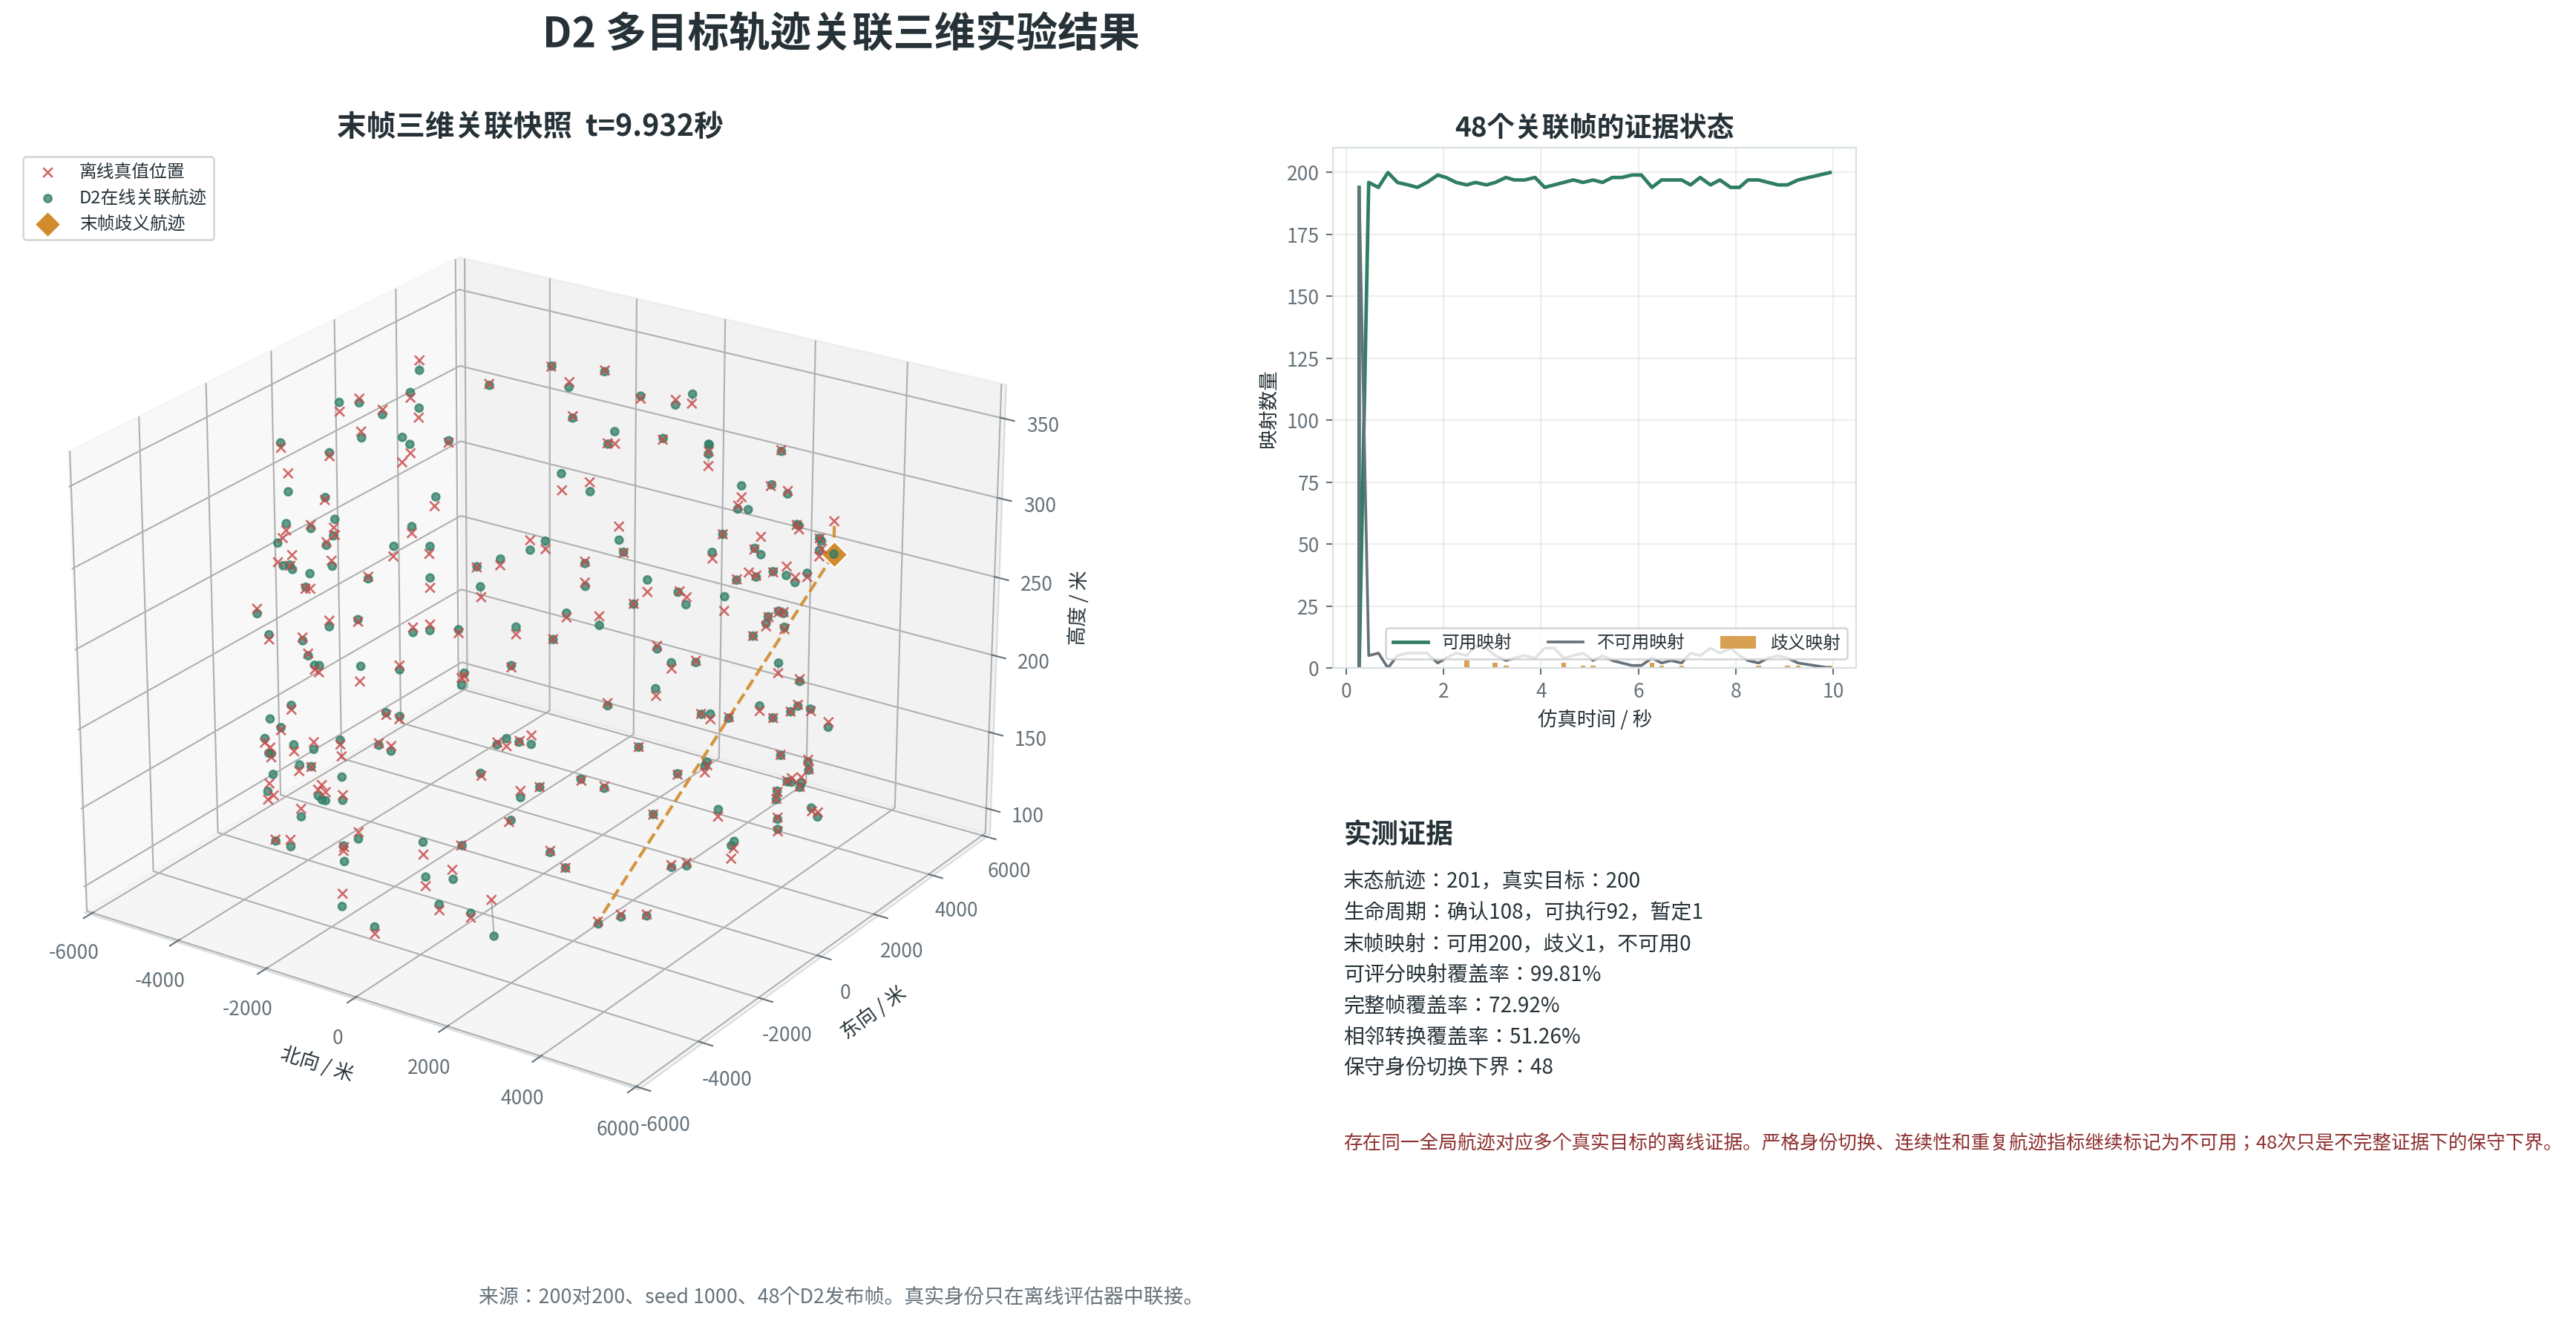 D2 多目标轨迹关联三维实验结果
末帧三维关联快照 t=9.932秒
离线真值位置
D2在线关联航迹
末帧歧义航迹
350
300
250
200
150
100
高度 / 米
-6000
-4000
-2000
0
2000
4000
6000
北向 / 米
-6000
-4000
-2000
0
2000
4000
6000
东向 / 米
48个关联帧的证据状态
200
175
150
125
100
75
50
25
0
映射数量
可用映射
不可用映射
歧义映射
0
2
4
6
8
10
仿真时间 / 秒
实测证据
末态航迹：201，真实目标：200
生命周期：确认108，可执行92，暂定1
末帧映射：可用200，歧义1，不可用0
可评分映射覆盖率：99.81%
完整帧覆盖率：72.92%
相邻转换覆盖率：51.26%
保守身份切换下界：48
存在同一全局航迹对应多个真实目标的离线证据。严格身份切换、连续性和重复航迹指标继续标记为不可用；48次只是不完整证据下的保守下界。
来源：200对200、seed 1000、48个D2发布帧。真实身份只在离线评估器中联接。